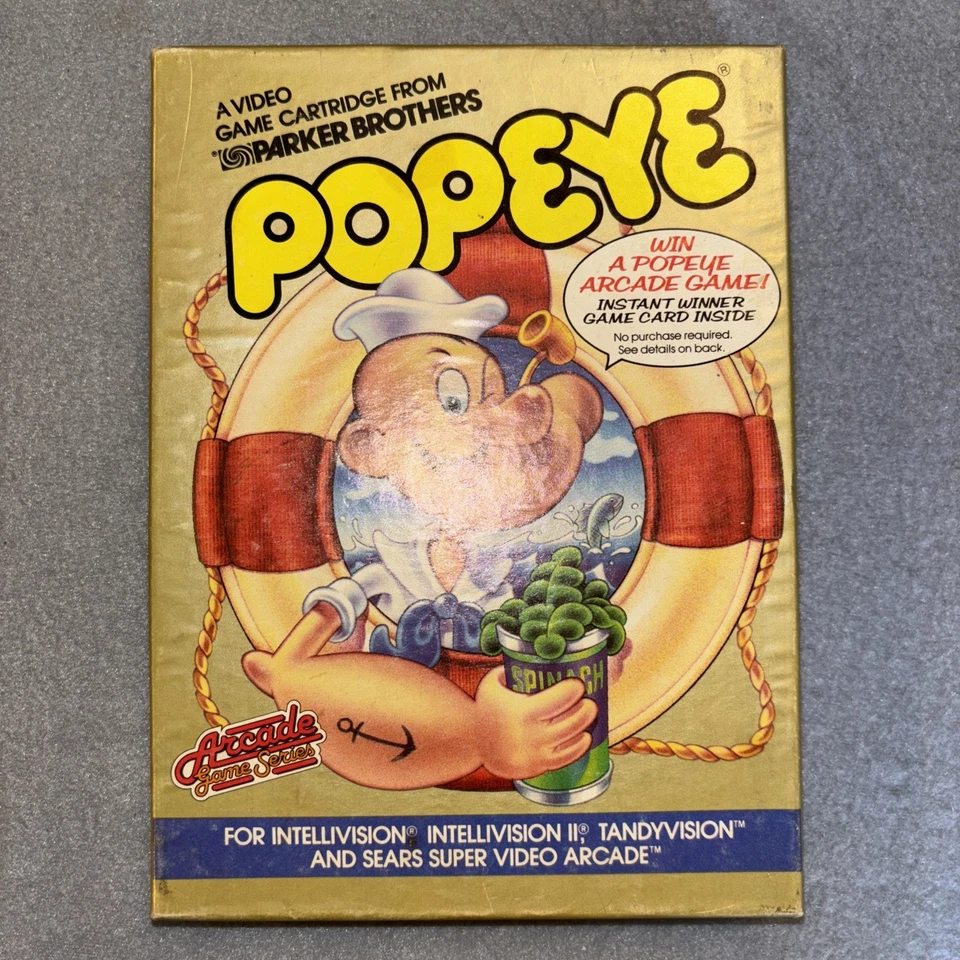 A VIDEO
GAME CARTRIDGE FROM
PARKER BROTHERS
POPEYE®
WIN
A POPEYE
ARCADE GAME!
INSTANT WINNER
GAME CARD INSIDE
No purchase required.
See details on back.
SPINACH
Arcade
Game Series
FOR INTELLIVISION®, INTELLIVISION II®, TANDYVISION™
AND SEARS SUPER VIDEO ARCADE™